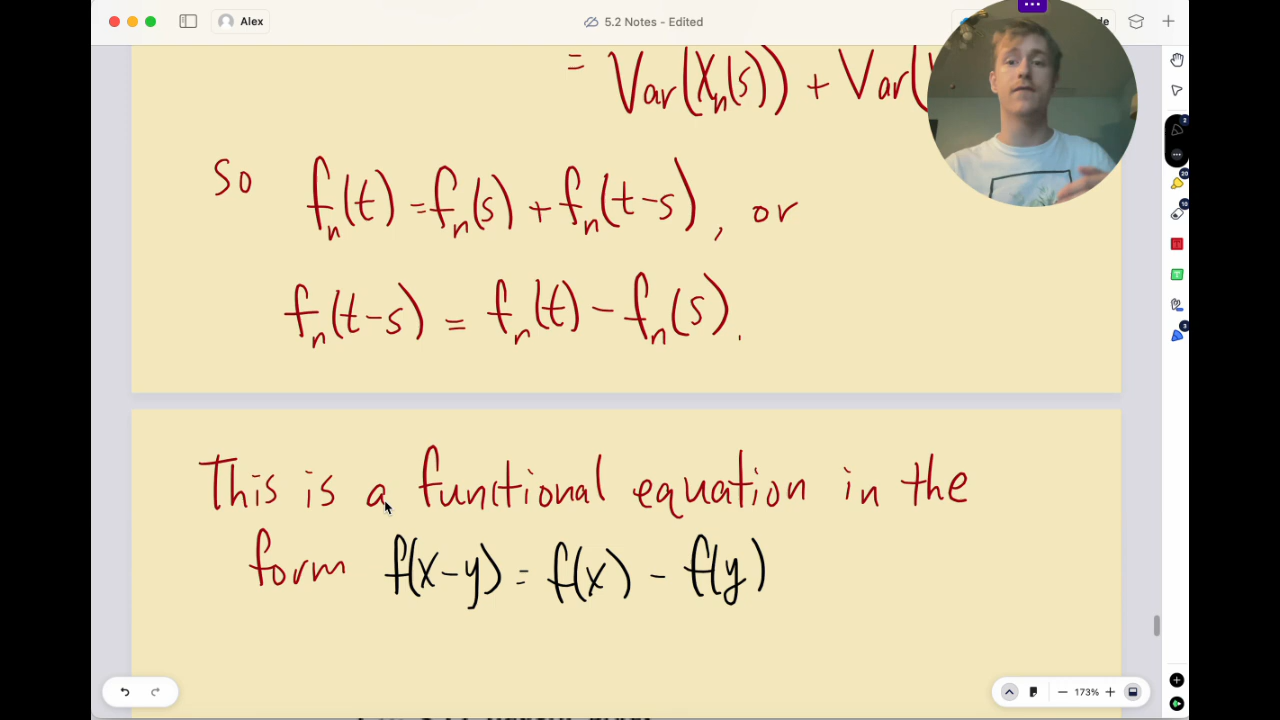 Alex
5.2 Notes - Edited
= Var(Xₙ(s)) + Var(
So fₙ(t) = fₙ(s) + fₙ(t-s), or
fₙ(t-s) = fₙ(t) - fₙ(s).
This is a functional equation in the
form f(x-y) = f(x) - f(y)
173%